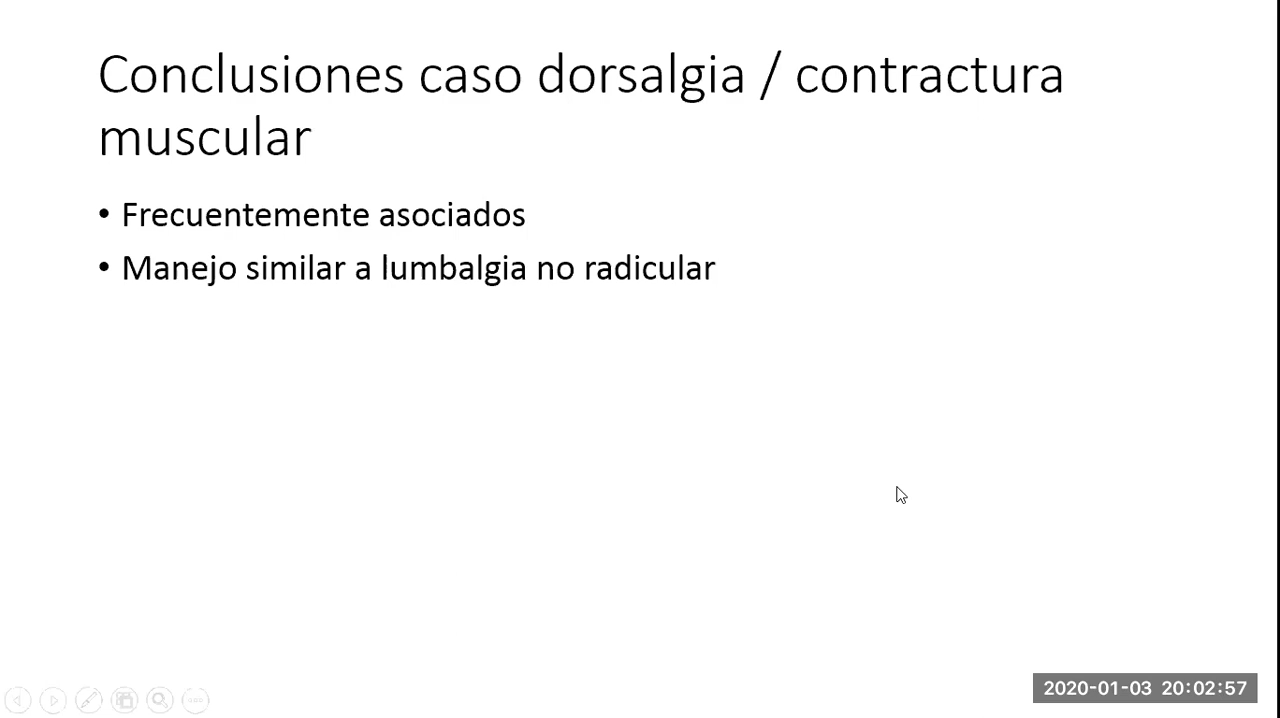 Conclusiones caso dorsalgia / contractura
muscular
• Frecuentemente asociados
• Manejo similar a lumbalgia no radicular
2020-01-03 20:02:57